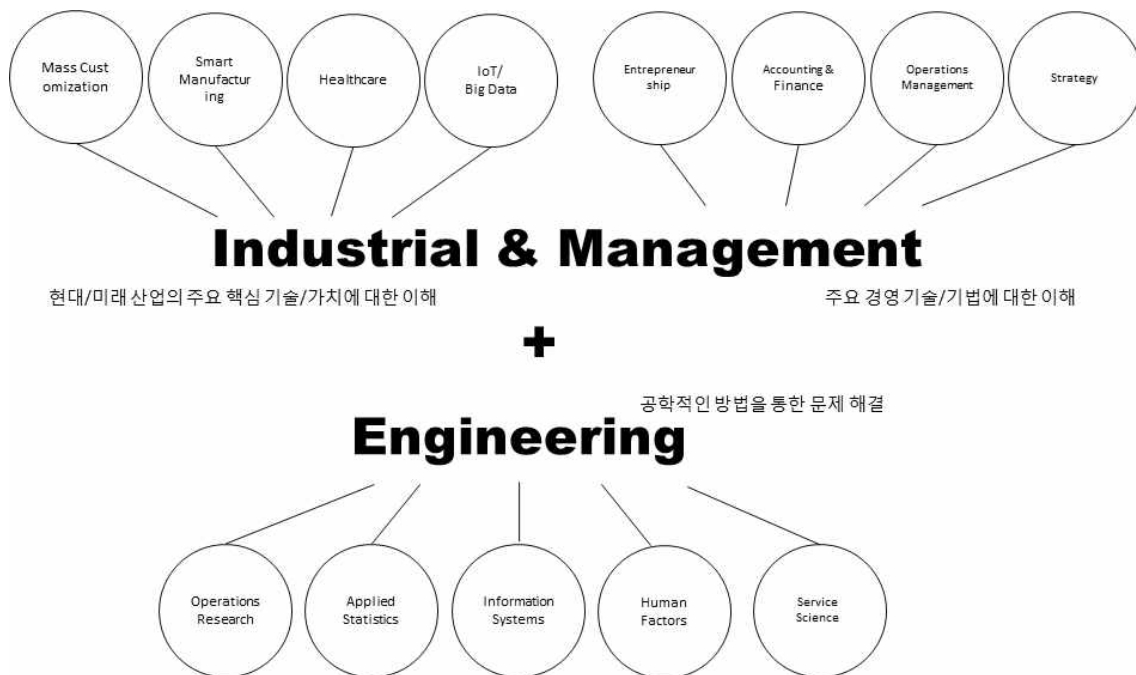 Mass Cust
omization
Smart
Manufactur
ing
Healthcare
IoT/
Big Data
Entrepreneur
ship
Accounting &
Finance
Operations
Management
Strategy
Industrial & Management
현대/미래 산업의 주요 핵심 기술/가치에 대한 이해
주요 경영 기술/기법에 대한 이해
+
공학적인 방법을 통한 문제 해결
Engineering
Operations
Research
Applied
Statistics
Information
Systems
Human
Factors
Service
Science